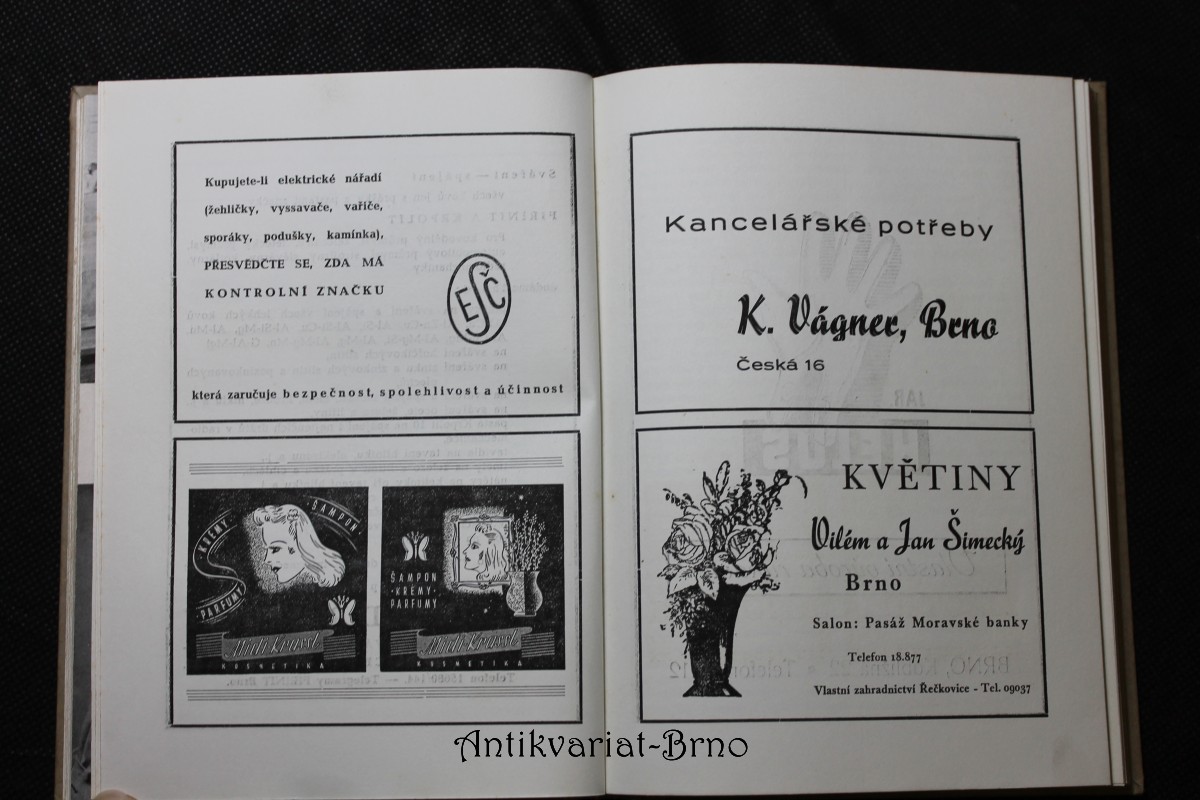 Kupujete-li elektrické nářadí
(žehličky, vyssavače, vařiče,
sporáky, podušky, kamínka),
PŘESVĚDČTE SE, ZDA MÁ
KONTROLNÍ ZNAČKU
ESČ
která zaručuje bezpečnost, spolehlivost a účinnost
KRÉMY ŠAMPON
PARFUMY
KOSMETIKA
ŠAMPON
KRÉMY
PARFUMY
KOSMETIKA
Kancelářské potřeby
K. Vágner, Brno
Česká 16
KVĚTINY
Vilém a Jan Šimecký
Brno
Salon: Pasáž Moravské banky
Telefon 18.877
Vlastní zahradnictví Řečkovice - Tel. 09037
Antikvariat-Brno